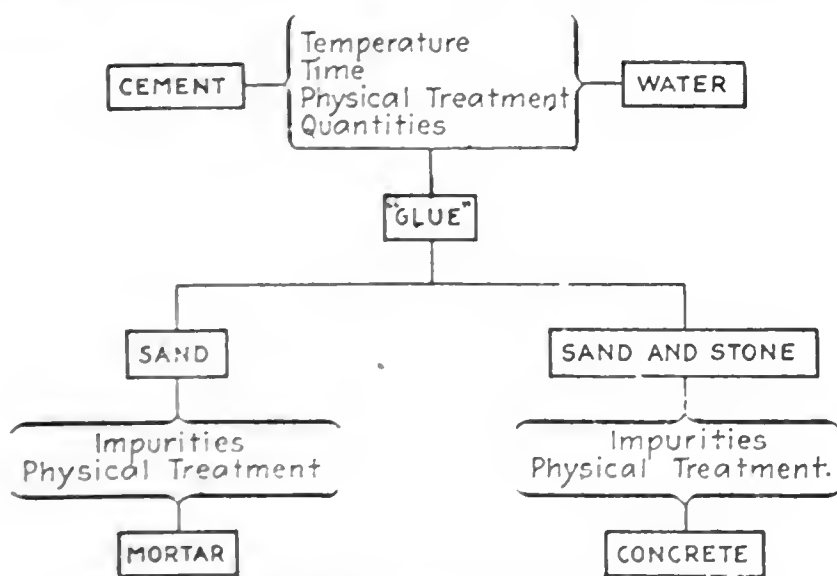 CEMENT
Temperature
Time
Physical Treatment
Quantities
WATER
"GLUE"
SAND
SAND AND STONE
Impurities
Physical Treatment
Impurities
Physical Treatment.
MORTAR
CONCRETE